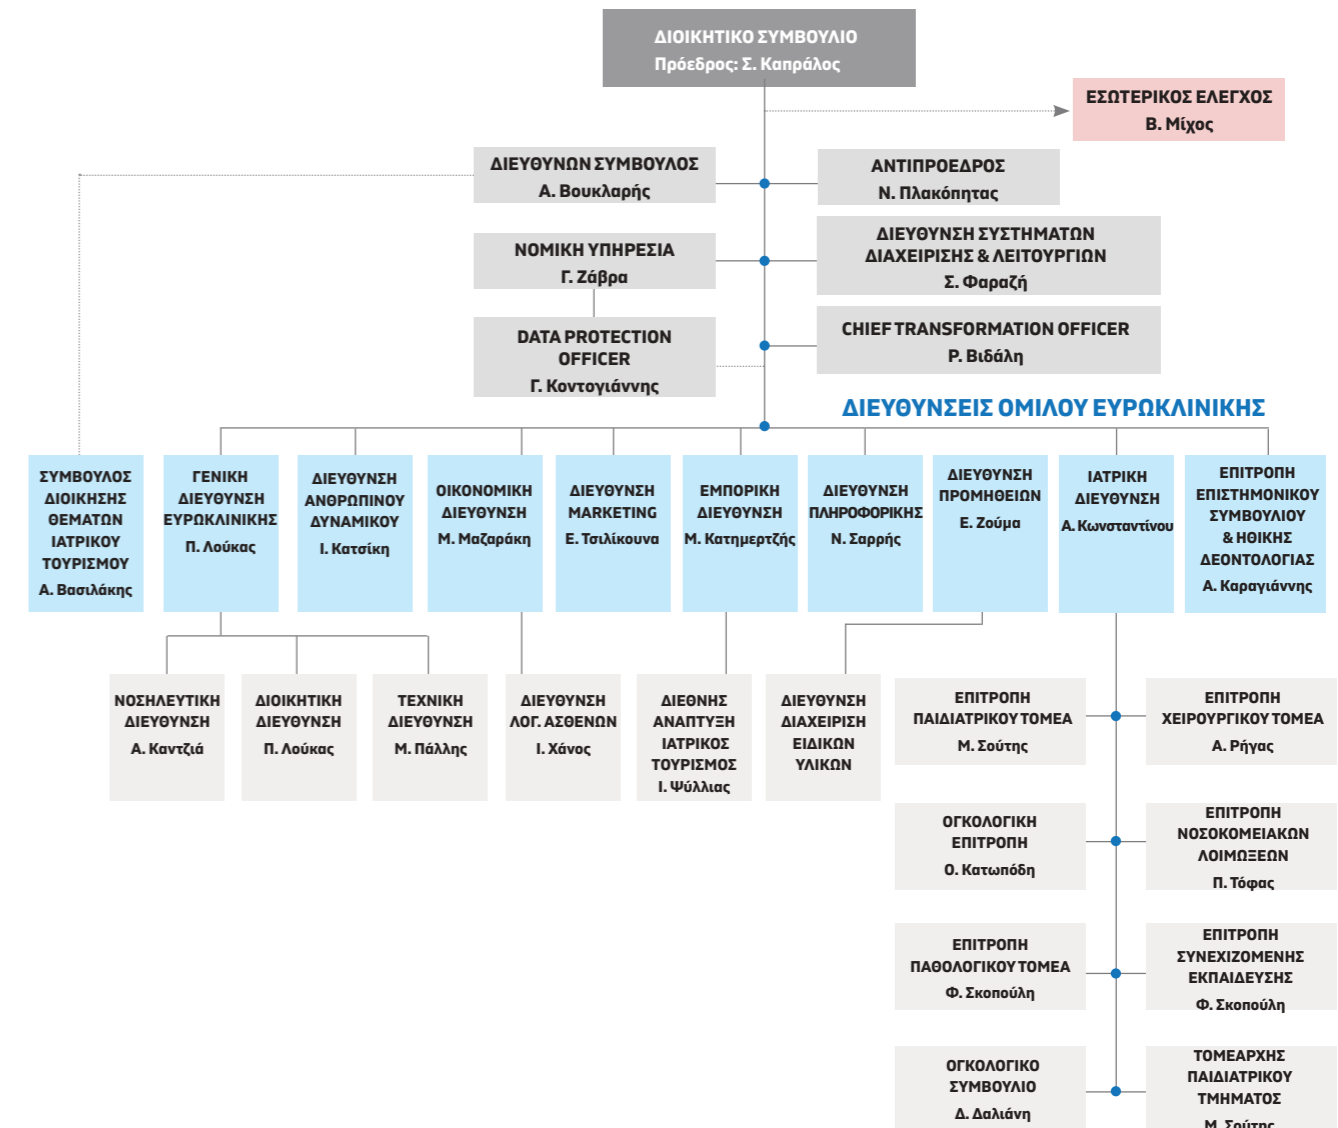 ΔΙΟΙΚΗΤΙΚΟ ΣΥΜΒΟΥΛΙΟ
Πρόεδρος: Σ. Καπράλος
ΕΣΩΤΕΡΙΚΟΣ ΕΛΕΓΧΟΣ
Β. Μίχος
ΔΙΕΥΘΥΝΩΝ ΣΥΜΒΟΥΛΟΣ
Α. Βουκλαρής
ΑΝΤΙΠΡΟΕΔΡΟΣ
Ν. Πλακόπητας
ΝΟΜΙΚΗ ΥΠΗΡΕΣΙΑ
Γ. Ζάβρα
ΔΙΕΥΘΥΝΣΗ ΣΥΣΤΗΜΑΤΩΝ
ΔΙΑΧΕΙΡΙΣΗΣ & ΛΕΙΤΟΥΡΓΙΩΝ
Σ. Φαραζή
DATA PROTECTION
OFFICER
Γ. Κοντογιάννης
CHIEF TRANSFORMATION OFFICER
Ρ. Βιδάλη
ΔΙΕΥΘΥΝΣΕΙΣ ΟΜΙΛΟΥ ΕΥΡΩΚΛΙΝΙΚΗΣ
ΣΥΜΒΟΥΛΟΣ
ΔΙΟΙΚΗΣΗΣ
ΘΕΜΑΤΩΝ
ΙΑΤΡΙΚΟΥ
ΤΟΥΡΙΣΜΟΥ
Α. Βασιλάκης
ΓΕΝΙΚΗ
ΔΙΕΥΘΥΝΣΗ
ΕΥΡΩΚΛΙΝΙΚΗΣ
Π. Λούκας
ΔΙΕΥΘΥΝΣΗ
ΑΝΘΡΩΠΙΝΟΥ
ΔΥΝΑΜΙΚΟΥ
Ι. Κατσίκη
ΟΙΚΟΝΟΜΙΚΗ
ΔΙΕΥΘΥΝΣΗ
Μ. Μαζαράκη
ΔΙΕΥΘΥΝΣΗ
MARKETING
Ε. Τσιλίκουνα
ΕΜΠΟΡΙΚΗ
ΔΙΕΥΘΥΝΣΗ
Μ. Κατημερτζής
ΔΙΕΥΘΥΝΣΗ
ΠΛΗΡΟΦΟΡΙΚΗΣ
Ν. Σαρρής
ΔΙΕΥΘΥΝΣΗ
ΠΡΟΜΗΘΕΙΩΝ
Ε. Ζούμα
ΙΑΤΡΙΚΗ
ΔΙΕΥΘΥΝΣΗ
Α. Κωνσταντίνου
ΕΠΙΤΡΟΠΗ
ΕΠΙΣΤΗΜΟΝΙΚΟΥ
ΣΥΜΒΟΥΛΙΟΥ
& ΗΘΙΚΗΣ
ΔΕΟΝΤΟΛΟΓΙΑΣ
Α. Καραγιάννης
ΝΟΣΗΛΕΥΤΙΚΗ
ΔΙΕΥΘΥΝΣΗ
Α. Καντζιά
ΔΙΟΙΚΗΤΙΚΗ
ΔΙΕΥΘΥΝΣΗ
Π. Λούκας
ΤΕΧΝΙΚΗ
ΔΙΕΥΘΥΝΣΗ
Μ. Πάλλης
ΔΙΕΥΘΥΝΣΗ
ΛΟΓ. ΑΣΘΕΝΩΝ
Ι. Χάνος
ΔΙΕΘΝΗΣ
ΑΝΑΠΤΥΞΗ
ΙΑΤΡΙΚΟΣ
ΤΟΥΡΙΣΜΟΣ
Ι. Ψύλλιας
ΔΙΕΥΘΥΝΣΗ
ΔΙΑΧΕΙΡΙΣΗ
ΕΙΔΙΚΩΝ
ΥΛΙΚΩΝ
ΕΠΙΤΡΟΠΗ
ΠΑΙΔΙΑΤΡΙΚΟΥ ΤΟΜΕΑ
Μ. Σούτης
ΕΠΙΤΡΟΠΗ
ΧΕΙΡΟΥΡΓΙΚΟΥ ΤΟΜΕΑ
Α. Ρήγας
ΟΓΚΟΛΟΓΙΚΗ
ΕΠΙΤΡΟΠΗ
Ο. Κατωπόδη
ΕΠΙΤΡΟΠΗ
ΝΟΣΟΚΟΜΕΙΑΚΩΝ
ΛΟΙΜΩΞΕΩΝ
Π. Τόφας
ΕΠΙΤΡΟΠΗ
ΠΑΘΟΛΟΓΙΚΟΥ ΤΟΜΕΑ
Φ. Σκοπούλη
ΕΠΙΤΡΟΠΗ
ΣΥΝΕΧΙΖΟΜΕΝΗΣ
ΕΚΠΑΙΔΕΥΣΗΣ
Φ. Σκοπούλη
ΟΓΚΟΛΟΓΙΚΟ
ΣΥΜΒΟΥΛΙΟ
Δ. Δαλιάνη
ΤΟΜΕΑΡΧΗΣ
ΠΑΙΔΙΑΤΡΙΚΟΥ
ΤΜΗΜΑΤΟΣ
Μ. Σούτης